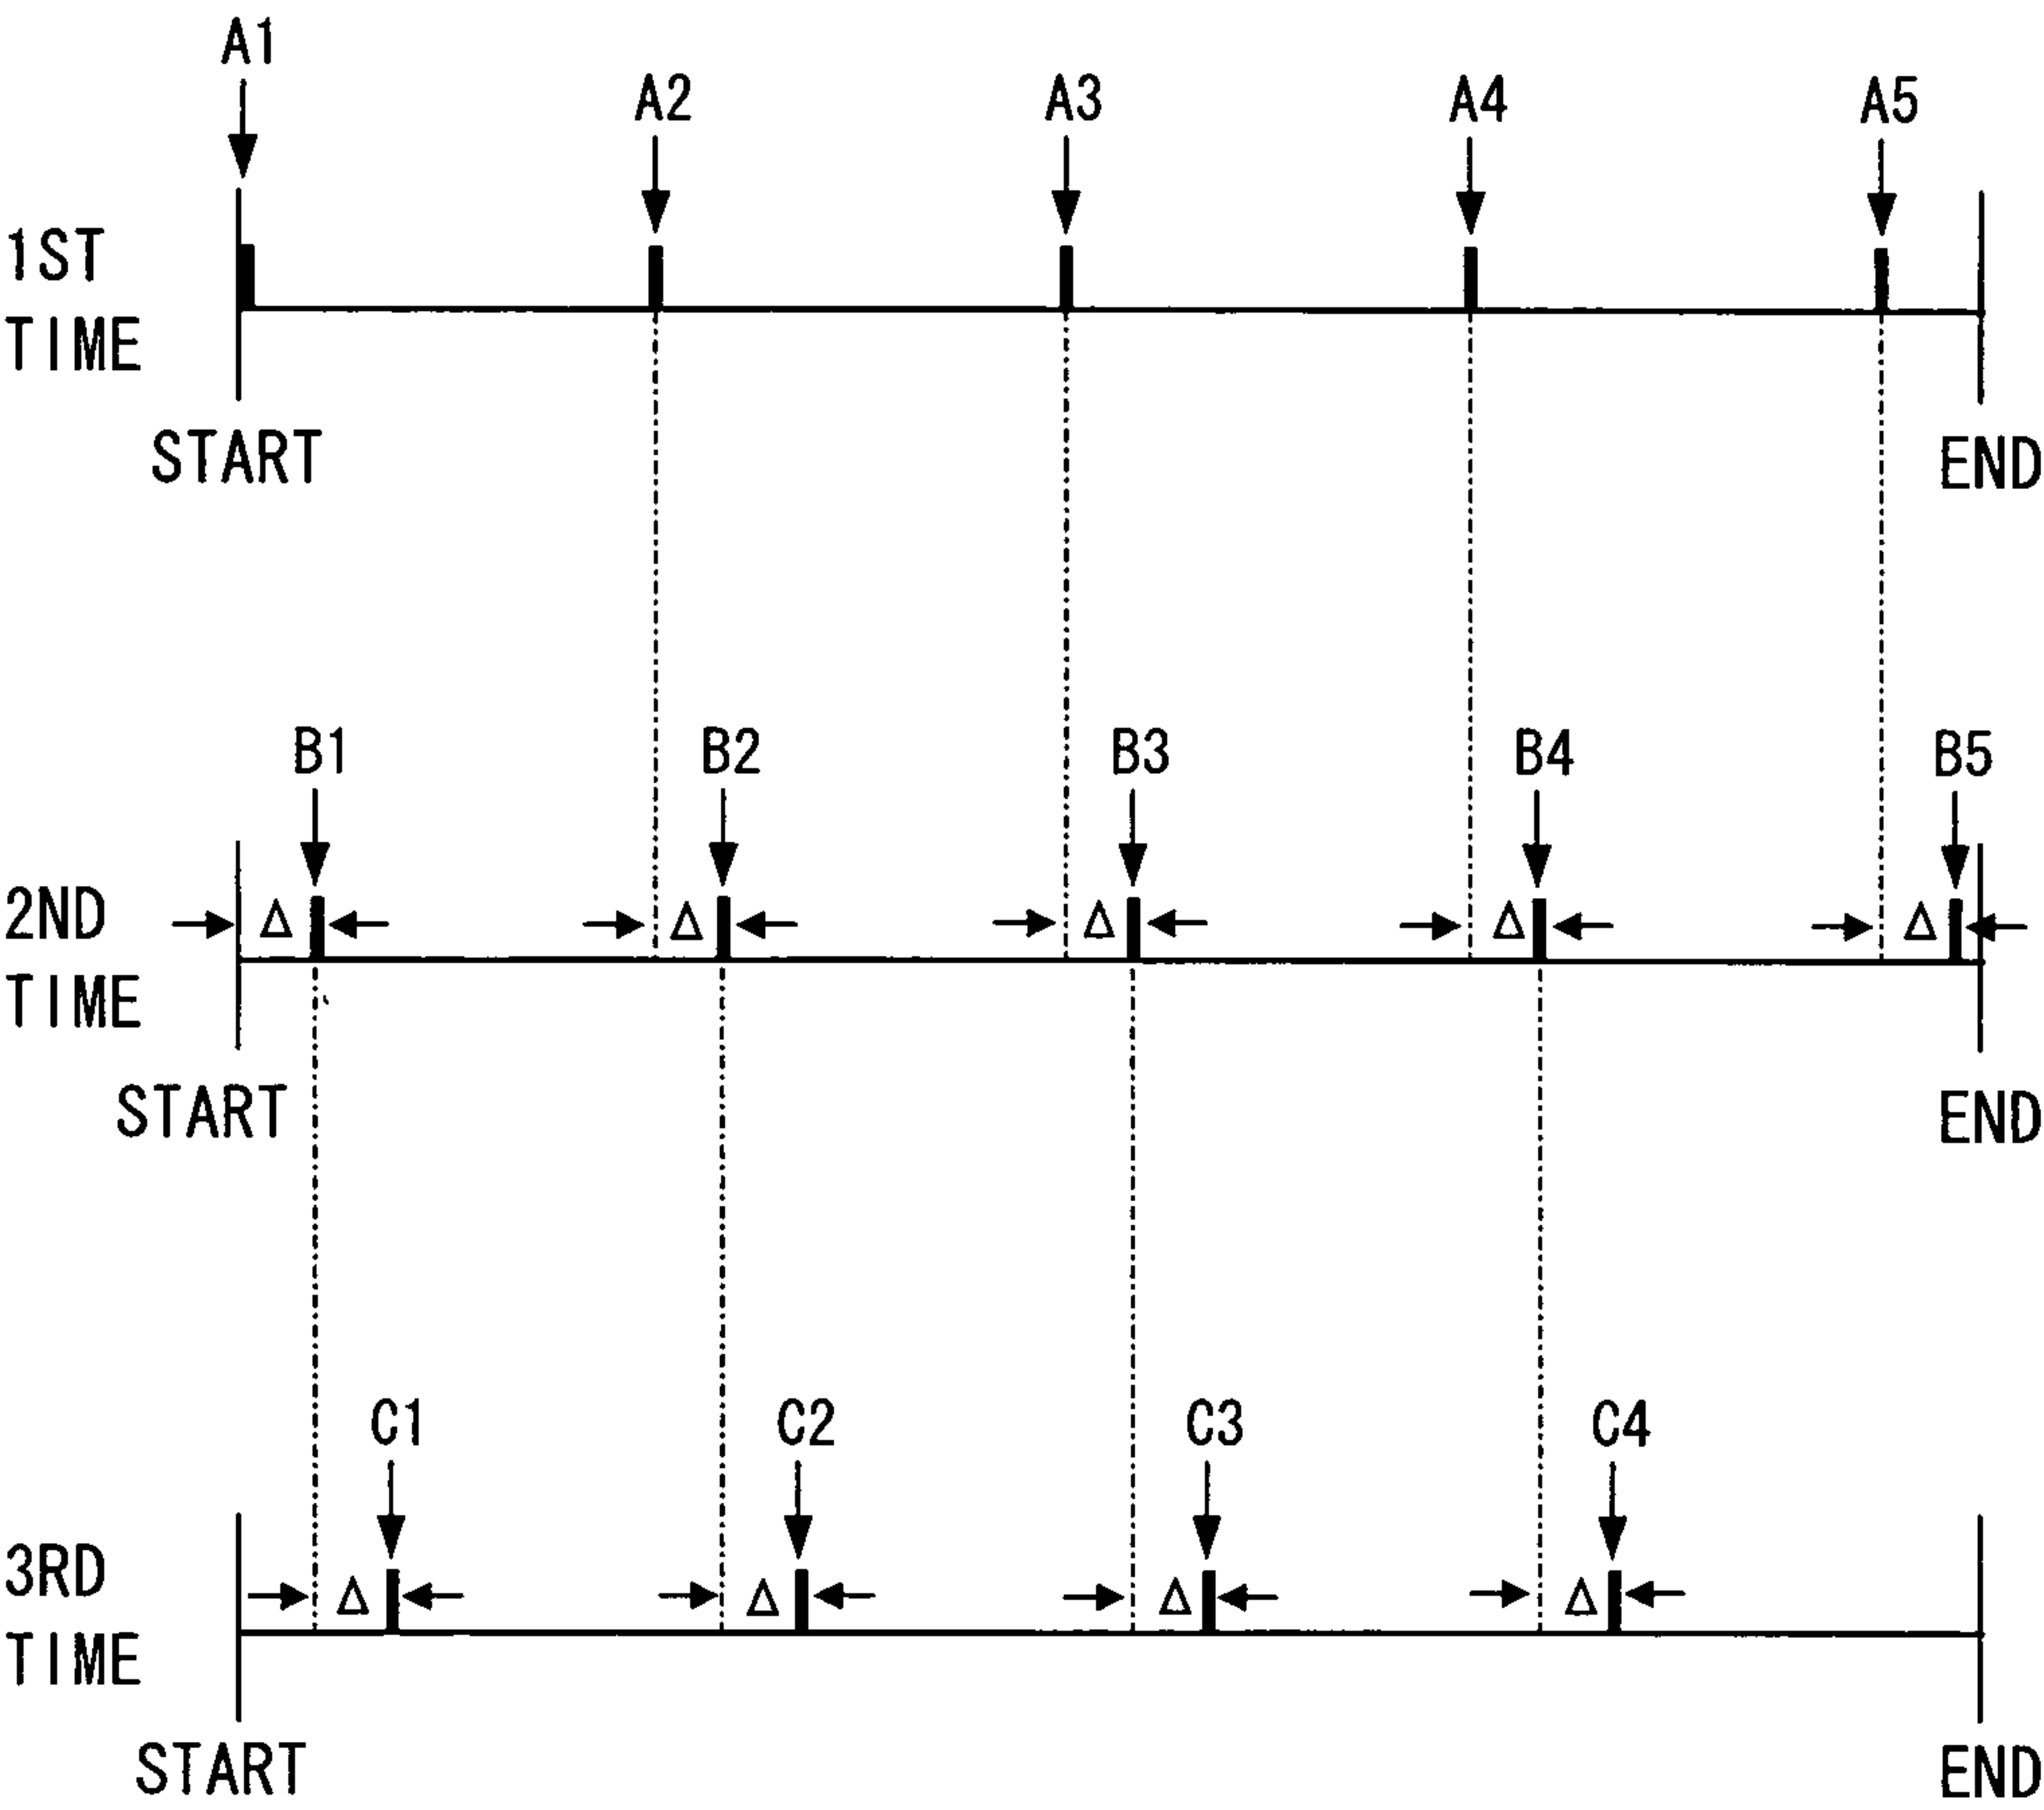 A1
A2 A3 A4 A5
1ST
TIME
START END
B1 B2 B3 B4 B5
2ND Δ Δ Δ Δ Δ
TIME
START END
C1 C2 C3 C4
3RD Δ Δ Δ Δ
TIME
START END